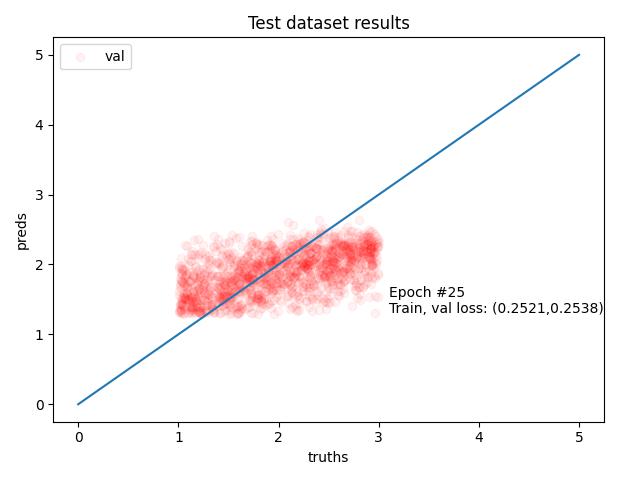 Test dataset results
val
5
4
3
2
1
0
preds
Epoch #25
Train, val loss: (0.2521,0.2538)
0 1 2 3 4 5
truths